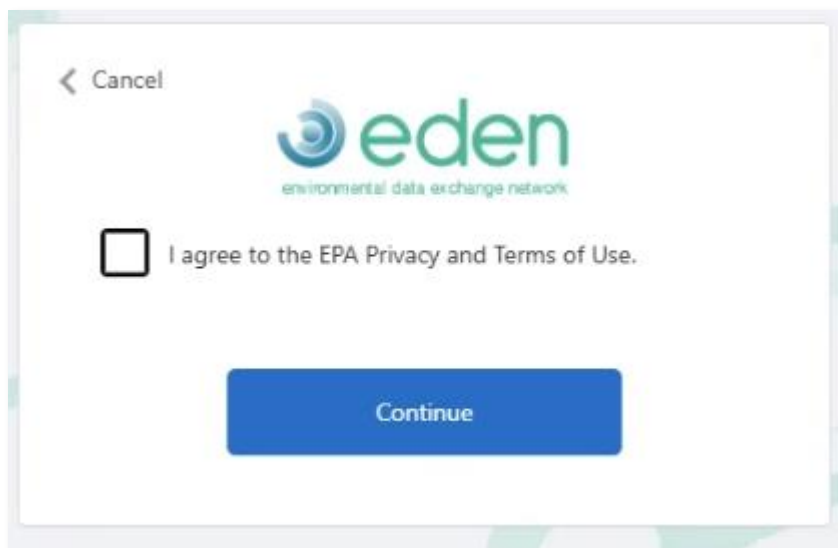 Cancel
eden
environmental data exchange network
I agree to the EPA Privacy and Terms of Use.
Continue